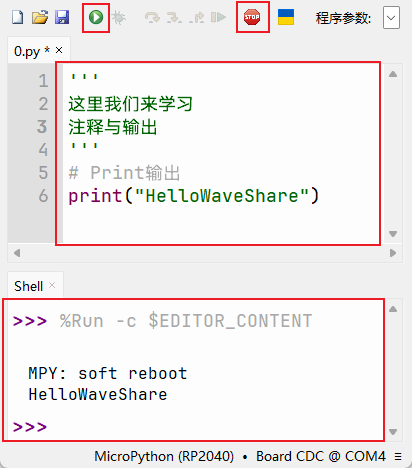 STOP
程序参数:
0.py * ×
1 '''
2 这里我们来学习
3 注释与输出
4 '''
5 # Print输出
6 print("HelloWaveShare")
Shell ×
>>> %Run -c $EDITOR_CONTENT
MPY: soft reboot
HelloWaveShare
>>>
MicroPython (RP2040) • Board CDC @ COM4 ≡